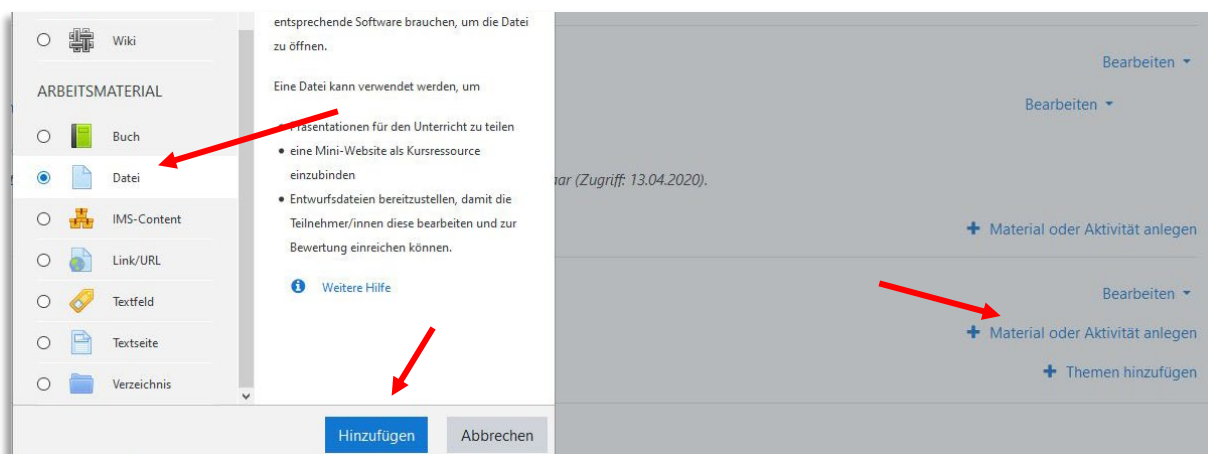 Wiki
ARBEITSMATERIAL
Buch
Datei
IMS-Content
Link/URL
Textfeld
Textseite
Verzeichnis
entsprechende Software brauchen, um die Datei
zu öffnen.
Eine Datei kann verwendet werden, um
Präsentationen für den Unterricht zu teilen
eine Mini-Website als Kursressource
einzubinden
Entwurfsdateien bereitzustellen, damit die
Teilnehmer/innen diese bearbeiten und zur
Bewertung einreichen können.
Weitere Hilfe
Hinzufügen
Abbrechen
Bearbeiten
Bearbeiten
(Zugriff: 13.04.2020).
Material oder Aktivität anlegen
Bearbeiten
Material oder Aktivität anlegen
Themen hinzufügen